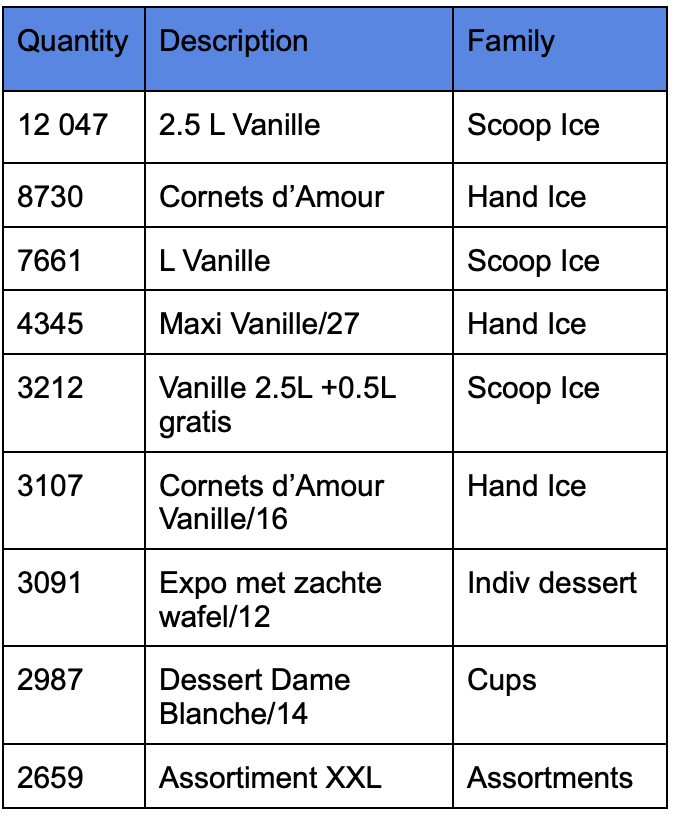 Quantity Description Family
12 047 2.5 L Vanille Scoop Ice
8730 Cornets d’Amour Hand Ice
7661 L Vanille Scoop Ice
4345 Maxi Vanille/27 Hand Ice
3212 Vanille 2.5L +0.5L Scoop Ice
gratis
3107 Cornets d’Amour Hand Ice
Vanille/16
3091 Expo met zachte Indiv dessert
wafel/12
2987 Dessert Dame Cups
Blanche/14
2659 Assortiment XXL Assortments